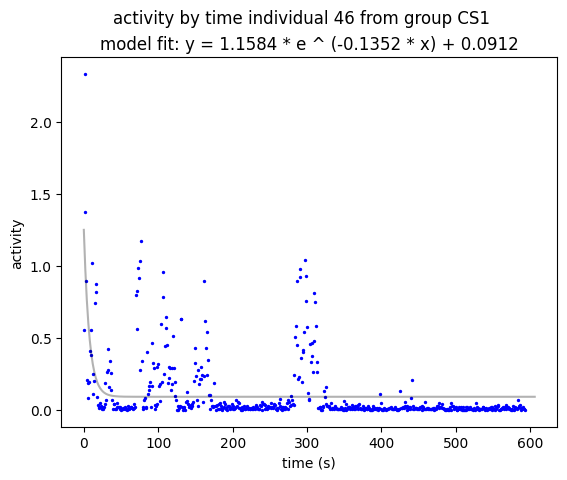 activity by time individual 46 from group CS1
model fit: y = 1.1584 * e ^ (-0.1352 * x) + 0.0912
2.0
1.5
1.0
0.5
0.0
activity
0 100 200 300 400 500 600
time (s)